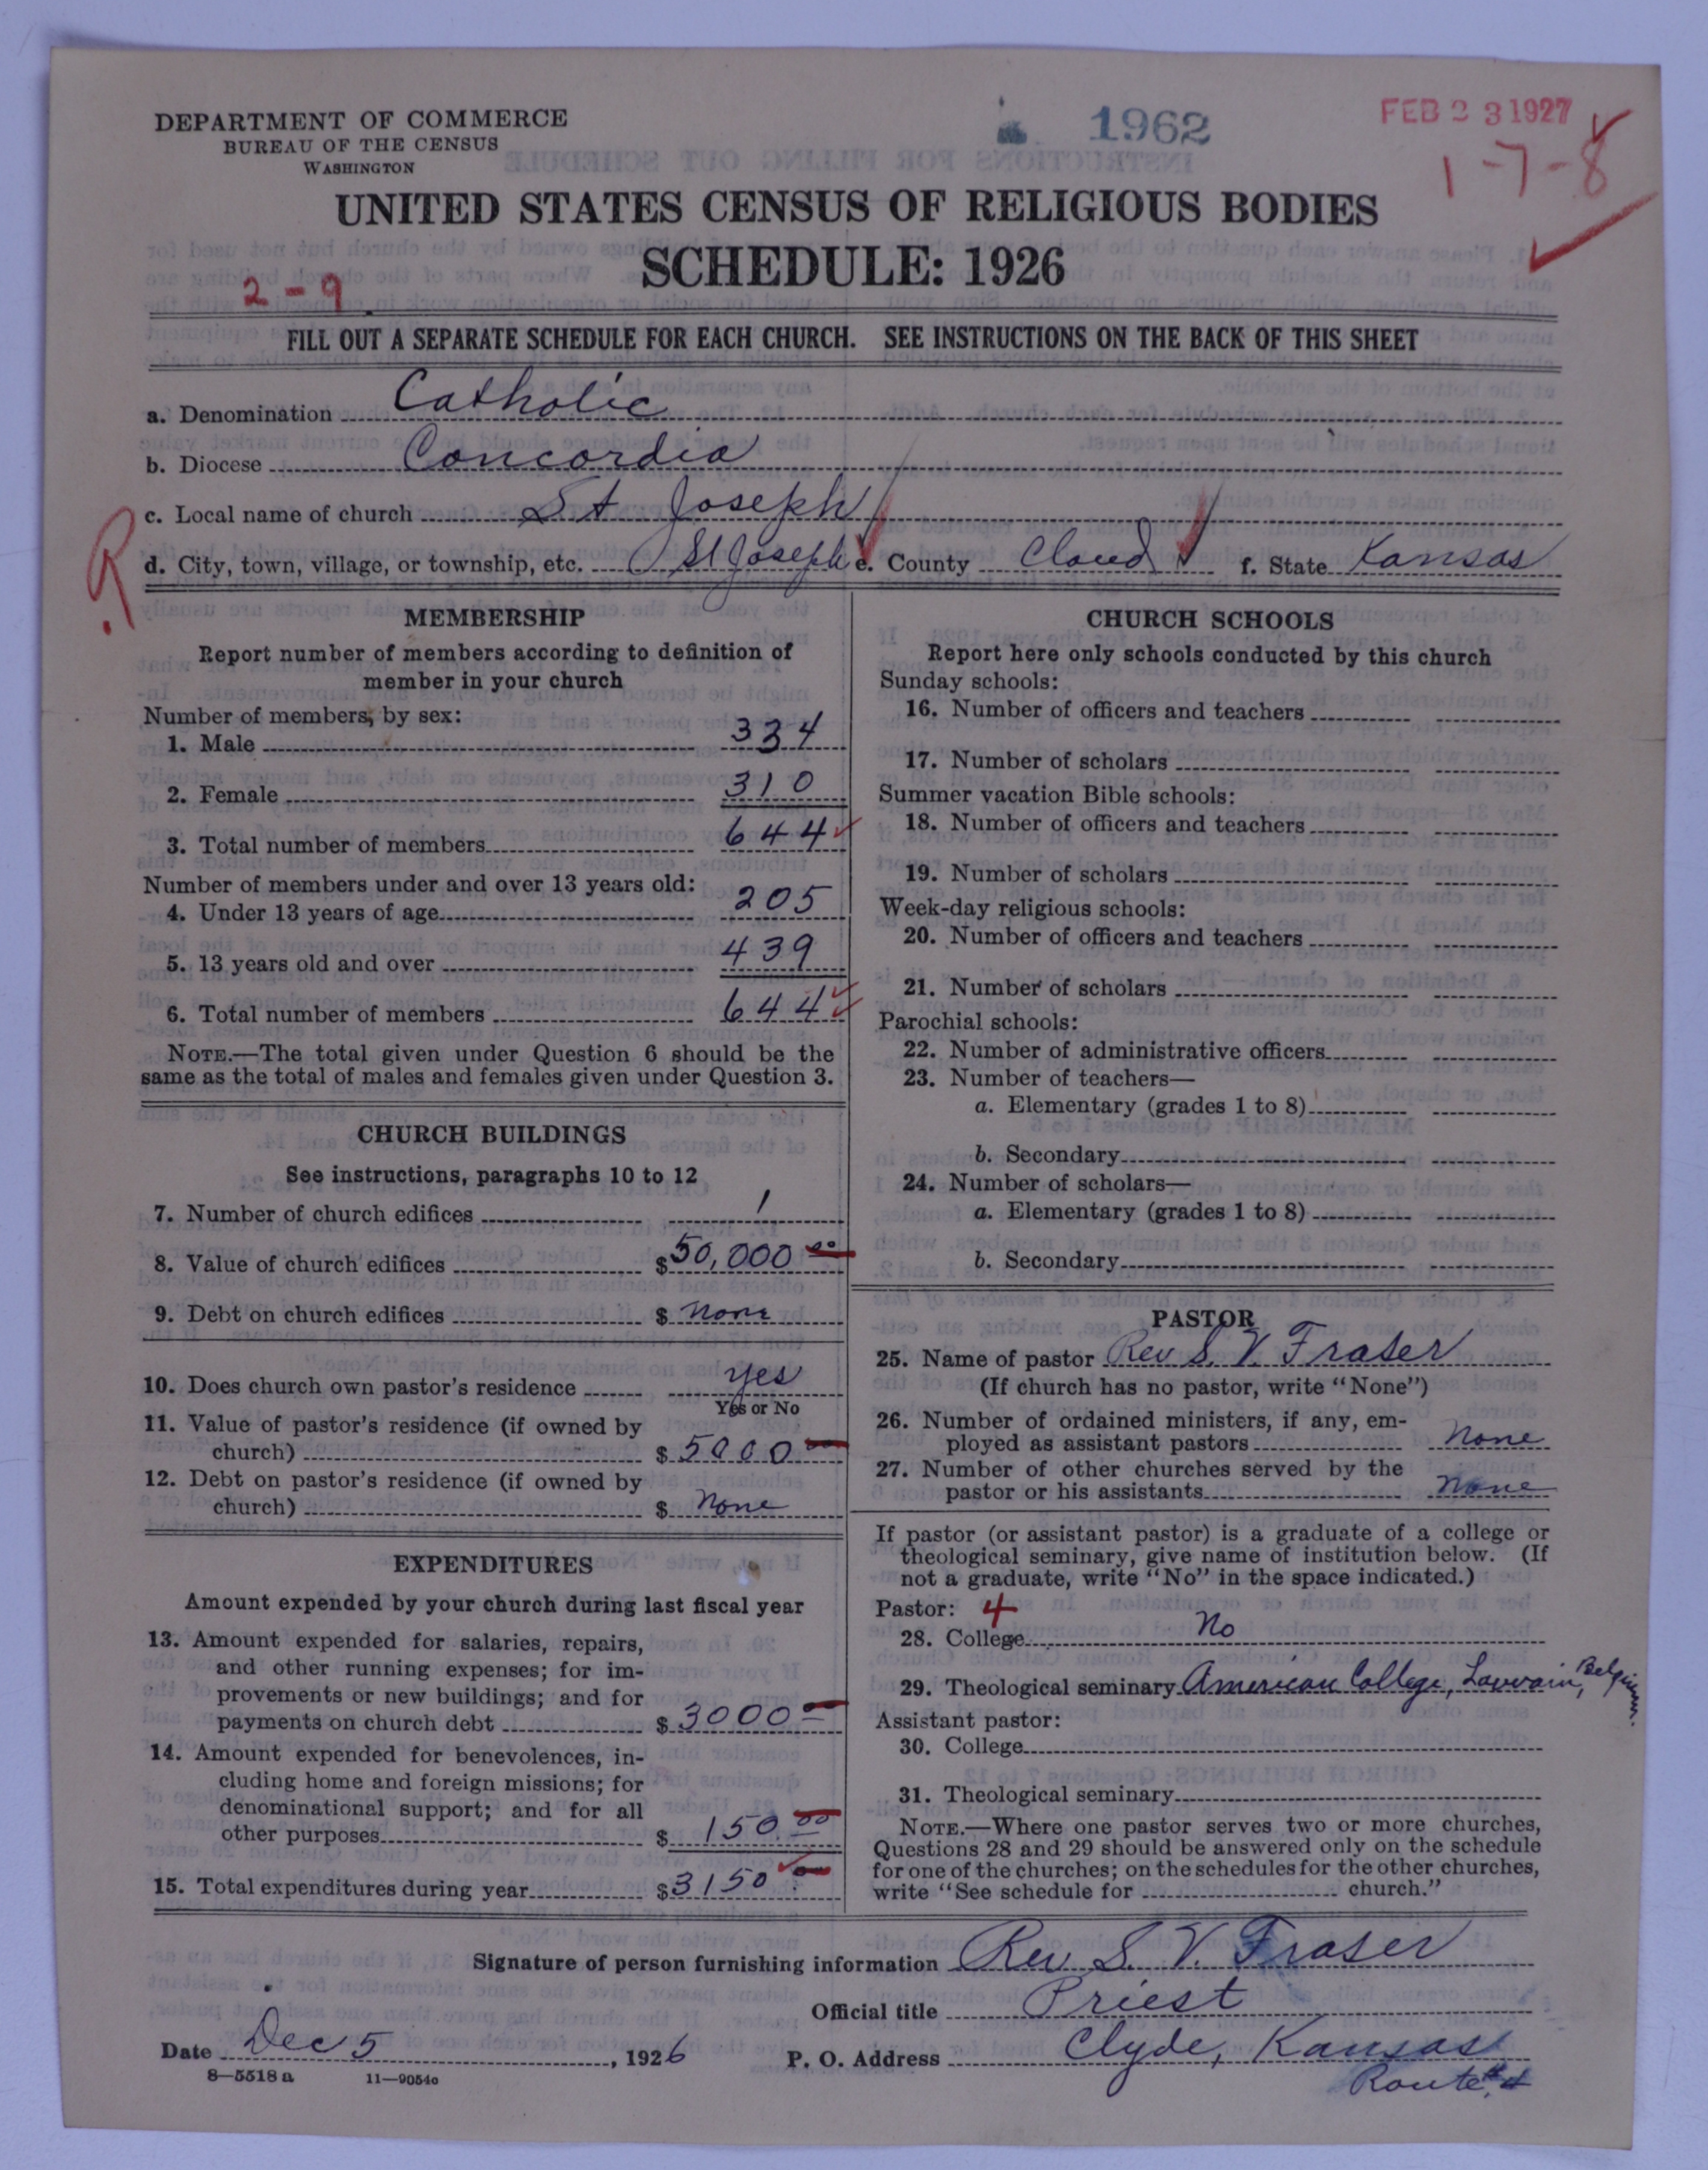 DEPARTMENT OF COMMERCE
BUREAU OF THE CENSUS
WASHINGTON
1962
FEB 23 1927
1-7-8
UNITED STATES CENSUS OF RELIGIOUS BODIES
SCHEDULE: 1926
2-9
FILL OUT A SEPARATE SCHEDULE FOR EACH CHURCH. SEE INSTRUCTIONS ON THE BACK OF THIS SHEET
a. Denomination Catholic
b. Diocese Concordia
c. Local name of church St Joseph
R
d. City, town, village, or township, etc. St Joseph e. County Cloud f. State Kansas
MEMBERSHIP
Report number of members according to definition of
member in your church
Number of members, by sex:
1. Male 334
2. Female 310
3. Total number of members 644
Number of members under and over 13 years old:
4. Under 13 years of age 205
5. 13 years old and over 439
6. Total number of members 644
NOTE.—The total given under Question 6 should be the
same as the total of males and females given under Question 3.
CHURCH BUILDINGS
See instructions, paragraphs 10 to 12
7. Number of church edifices 1
8. Value of church edifices $50,000 00
9. Debt on church edifices $ None
10. Does church own pastor's residence yes
Yes or No
11. Value of pastor's residence (if owned by
church) $5000 00
12. Debt on pastor's residence (if owned by
church) $ None
EXPENDITURES
Amount expended by your church during last fiscal year
13. Amount expended for salaries, repairs,
and other running expenses; for im-
provements or new buildings; and for
payments on church debt $3000 00
14. Amount expended for benevolences, in-
cluding home and foreign missions; for
denominational support; and for all
other purposes $ 150.00
15. Total expenditures during year $3150.00
CHURCH SCHOOLS
Report here only schools conducted by this church
Sunday schools:
16. Number of officers and teachers
17. Number of scholars
Summer vacation Bible schools:
18. Number of officers and teachers
19. Number of scholars
Week-day religious schools:
20. Number of officers and teachers
21. Number of scholars
Parochial schools:
22. Number of administrative officers
23. Number of teachers—
a. Elementary (grades 1 to 8)
b. Secondary
24. Number of scholars—
a. Elementary (grades 1 to 8)
b. Secondary
PASTOR
25. Name of pastor Rev S. V. Fraser
(If church has no pastor, write "None")
26. Number of ordained ministers, if any, em-
ployed as assistant pastors None
27. Number of other churches served by the
pastor or his assistants None
If pastor (or assistant pastor) is a graduate of a college or
theological seminary, give name of institution below. (If
not a graduate, write "No" in the space indicated.)
Pastor: 4
28. College No
29. Theological seminary American College, Louvain, Belgium.
Assistant pastor:
30. College
31. Theological seminary
NOTE.—Where one pastor serves two or more churches,
Questions 28 and 29 should be answered only on the schedule
for one of the churches; on the schedules for the other churches,
write "See schedule for church."
Signature of person furnishing information Rev S. V. Fraser
Official title Priest
Date Dec 5, 1926 P. O. Address Clyde, Kansas
Route
8—5518 a 11—9054c